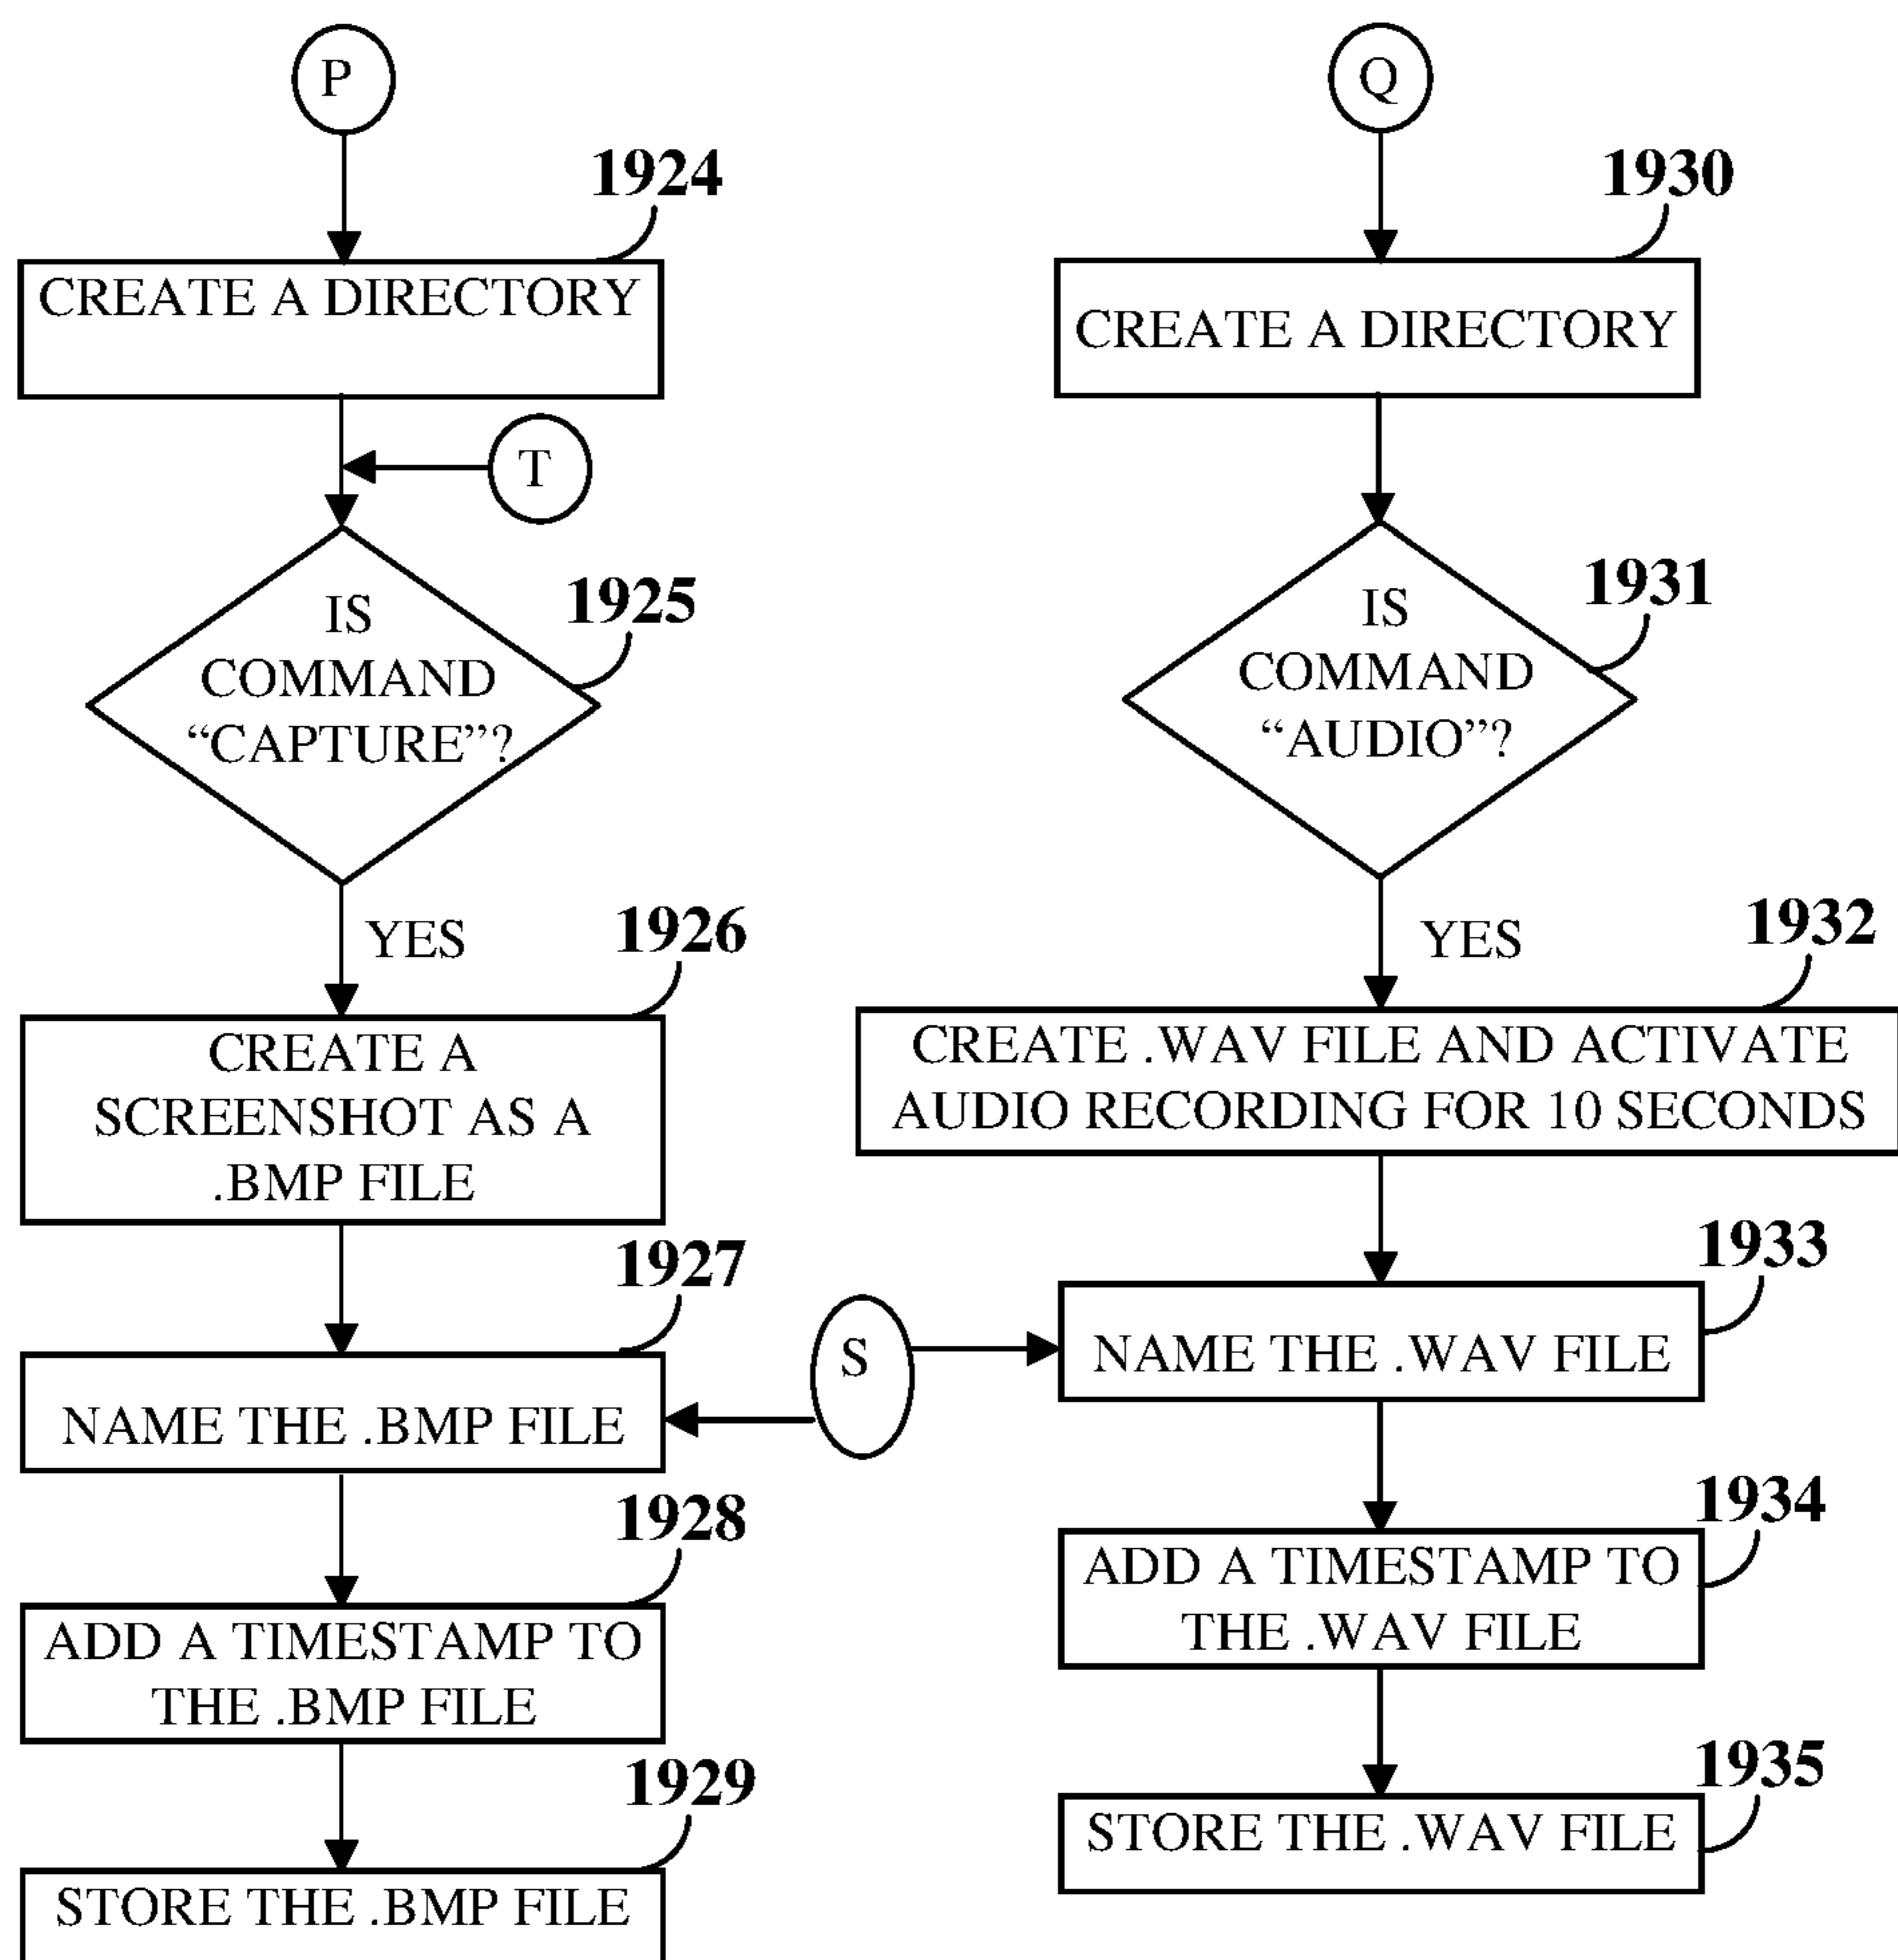 P
1924
CREATE A DIRECTORY
T
IS
COMMAND
“CAPTURE”?
1925
YES
1926
CREATE A
SCREENSHOT AS A
.BMP FILE
1927
NAME THE .BMP FILE
S
1928
ADD A TIMESTAMP TO
THE .BMP FILE
1929
STORE THE .BMP FILE
Q
1930
CREATE A DIRECTORY
IS
COMMAND
“AUDIO”?
1931
YES
1932
CREATE .WAV FILE AND ACTIVATE
AUDIO RECORDING FOR 10 SECONDS
1933
NAME THE .WAV FILE
1934
ADD A TIMESTAMP TO
THE .WAV FILE
1935
STORE THE .WAV FILE